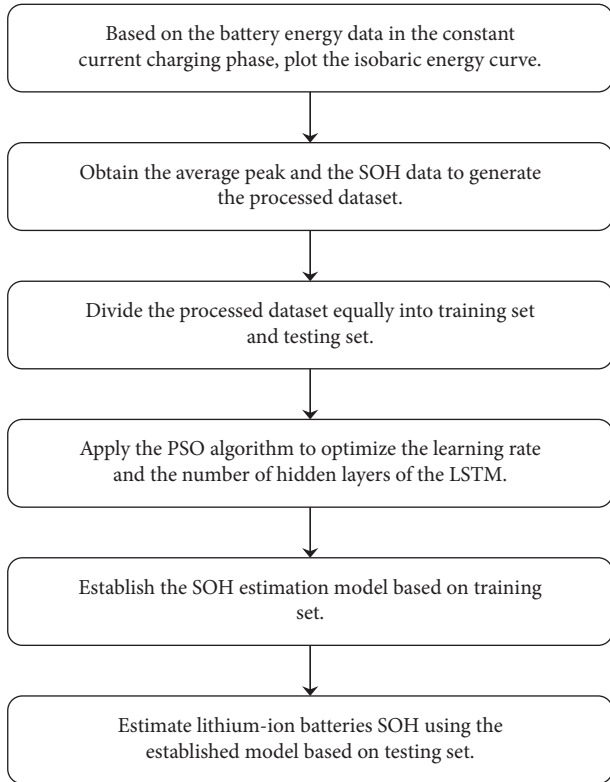 Based on the battery energy data in the constant
current charging phase, plot the isobaric energy curve.
Obtain the average peak and the SOH data to generate
the processed dataset.
Divide the processed dataset equally into training set
and testing set.
Apply the PSO algorithm to optimize the learning rate
and the number of hidden layers of the LSTM.
Establish the SOH estimation model based on training
set.
Estimate lithium-ion batteries SOH using the
established model based on testing set.